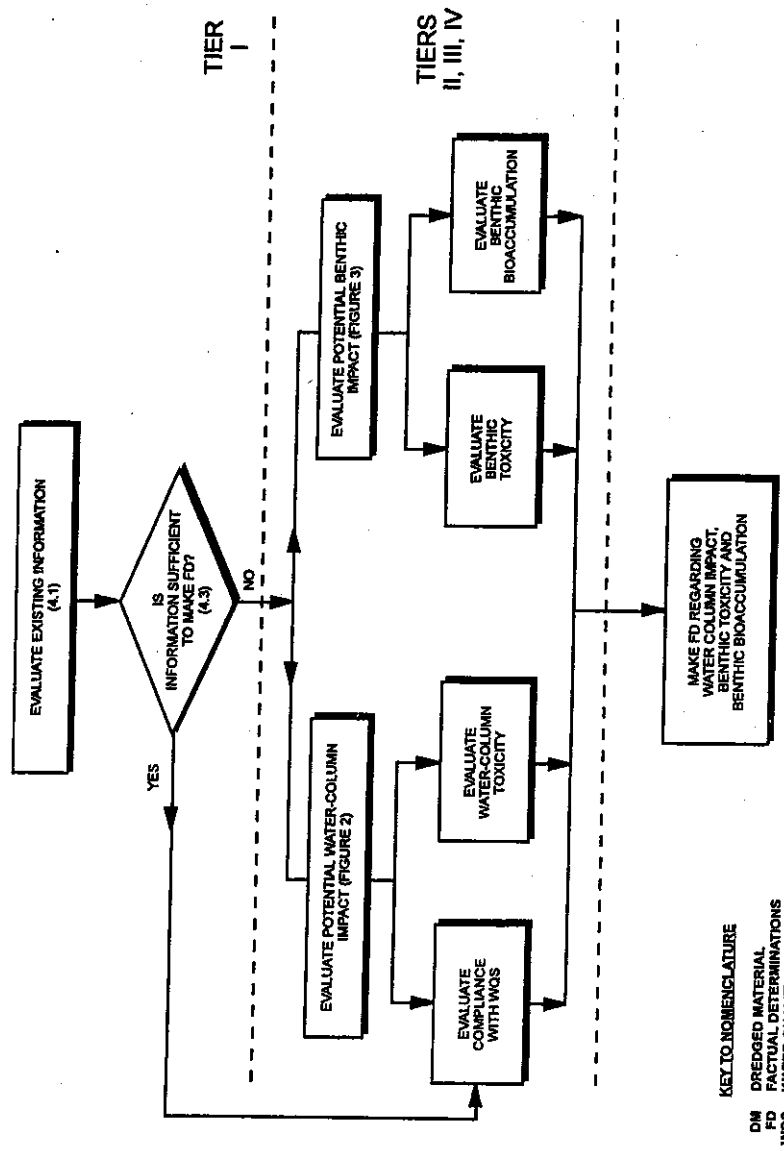 EVALUATE EXISTING INFORMATION
(4.1)
IS
INFORMATION SUFFICIENT
TO MAKE FD?
(4.3)
YES
NO
TIER
I
EVALUATE POTENTIAL WATER-COLUMN
IMPACT (FIGURE 2)
EVALUATE POTENTIAL BENTHIC
IMPACT (FIGURE 3)
TIERS
II, III, IV
EVALUATE
COMPLIANCE
WITH WQS
EVALUATE
WATER-COLUMN
TOXICITY
EVALUATE
BENTHIC
TOXICITY
EVALUATE
BENTHIC
BIOACCUMULATION
MAKE FD REGARDING
WATER COLUMN IMPACT,
BENTHIC TOXICITY AND
BENTHIC BIOACCUMULATION
KEY TO NOMENCLATURE
DM DREDGED MATERIAL
FD FACTUAL DETERMINATIONS